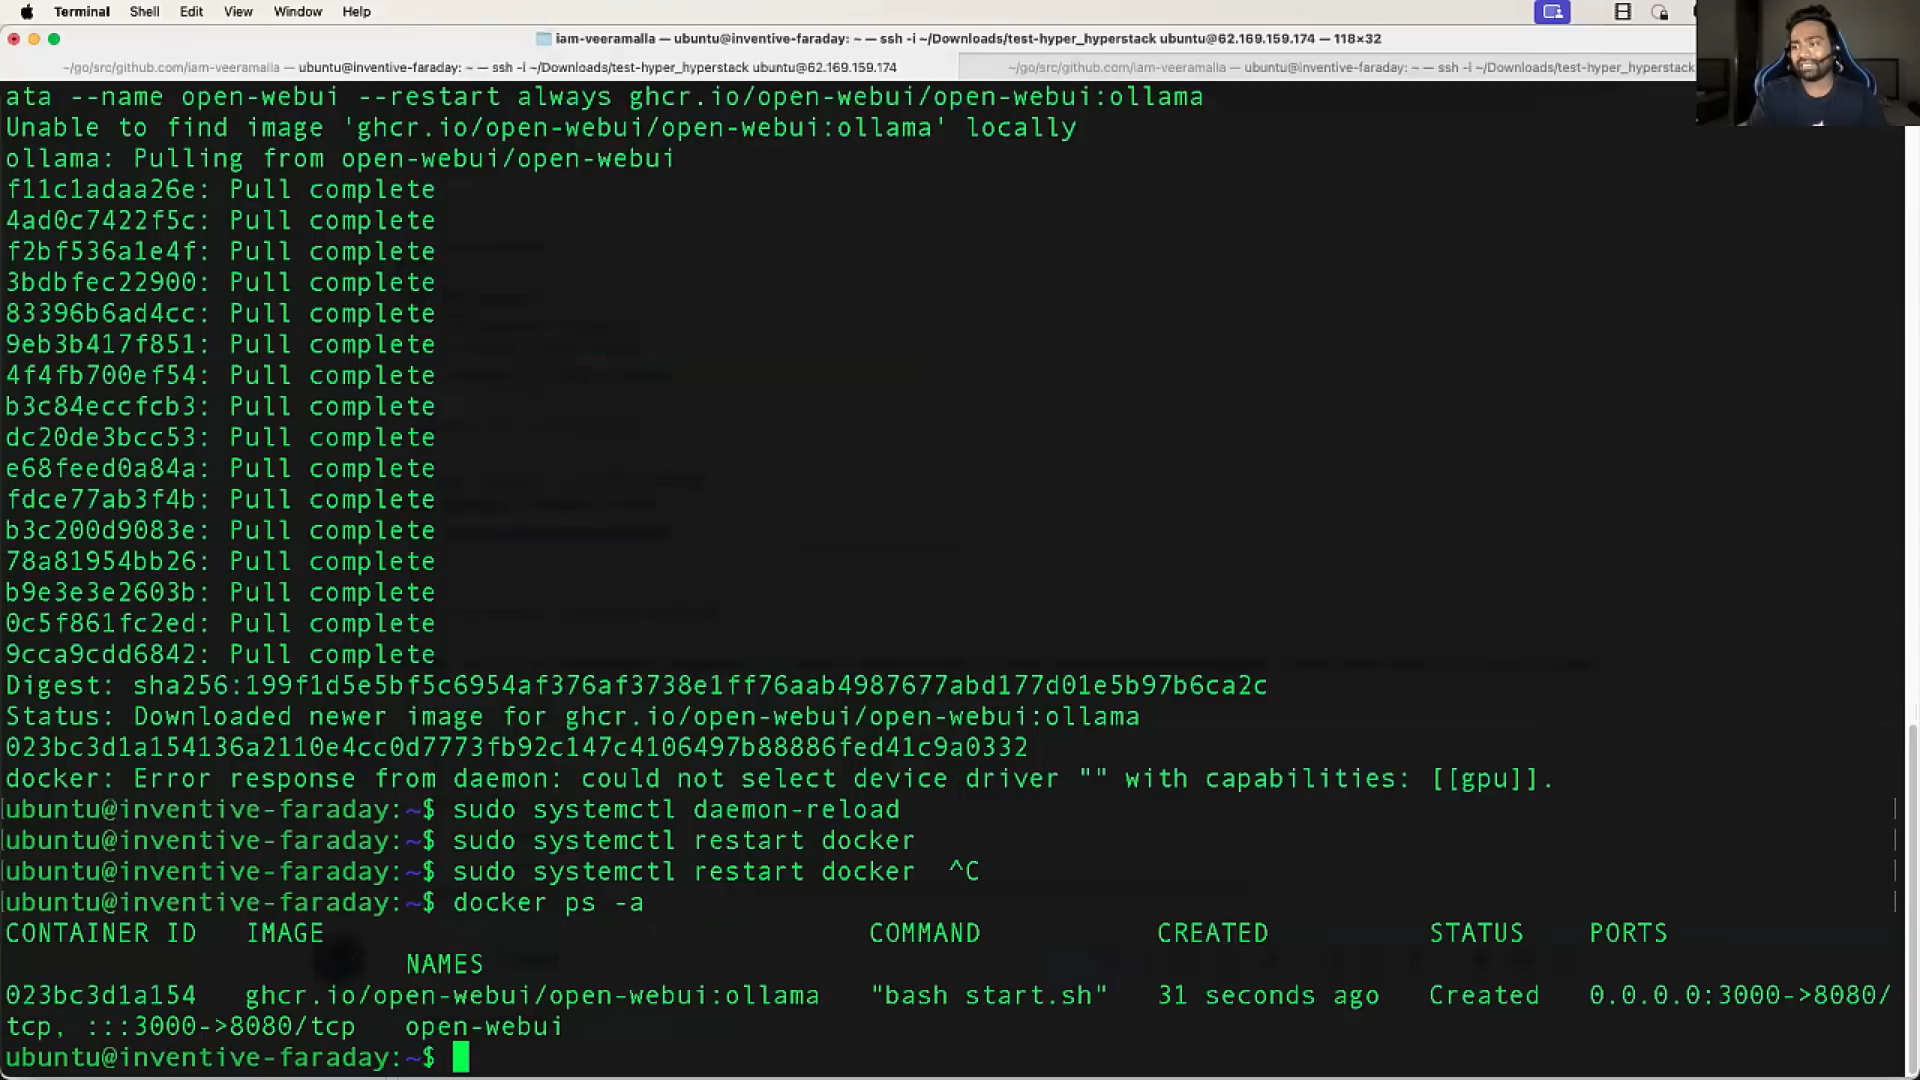 Terminal Shell Edit View Window Help
iam-veeramalla — ubuntu@inventive-faraday: ~ — ssh -i ~/Downloads/test-hyper_hyperstack ubuntu@62.169.159.174 — 118×32
~/go/src/github.com/iam-veeramalla — ubuntu@inventive-faraday: ~ — ssh -i ~/Downloads/test-hyper_hyperstack ubuntu@62.169.159.174
~/go/src/github.com/iam-veeramalla — ubuntu@inventive-faraday: ~ — ssh -i ~/Downloads/test-hyper_hyperstack
ata --name open-webui --restart always ghcr.io/open-webui/open-webui:ollama
Unable to find image 'ghcr.io/open-webui/open-webui:ollama' locally
ollama: Pulling from open-webui/open-webui
f11c1adaa26e: Pull complete
4ad0c7422f5c: Pull complete
f2bf536a1e4f: Pull complete
3bdbfec22900: Pull complete
83396b6ad4cc: Pull complete
9eb3b417f851: Pull complete
4f4fb700ef54: Pull complete
b3c84eccfcb3: Pull complete
dc20de3bcc53: Pull complete
e68feed0a84a: Pull complete
fdce77ab3f4b: Pull complete
b3c200d9083e: Pull complete
78a81954bb26: Pull complete
b9e3e3e2603b: Pull complete
0c5f861fc2ed: Pull complete
9cca9cdd6842: Pull complete
Digest: sha256:199f1d5e5bf5c6954af376af3738e1ff76aab4987677abd177d01e5b97b6ca2c
Status: Downloaded newer image for ghcr.io/open-webui/open-webui:ollama
023bc3d1a154136a2110e4cc0d7773fb92c147c4106497b88886fed41c9a0332
docker: Error response from daemon: could not select device driver "" with capabilities: [[gpu]].
ubuntu@inventive-faraday:~$ sudo systemctl daemon-reload
ubuntu@inventive-faraday:~$ sudo systemctl restart docker
ubuntu@inventive-faraday:~$ sudo systemctl restart docker ^C
ubuntu@inventive-faraday:~$ docker ps -a
CONTAINER ID IMAGE COMMAND CREATED STATUS PORTS
NAMES
023bc3d1a154 ghcr.io/open-webui/open-webui:ollama "bash start.sh" 31 seconds ago Created 0.0.0.0:3000->8080/
tcp, :::3000->8080/tcp open-webui
ubuntu@inventive-faraday:~$